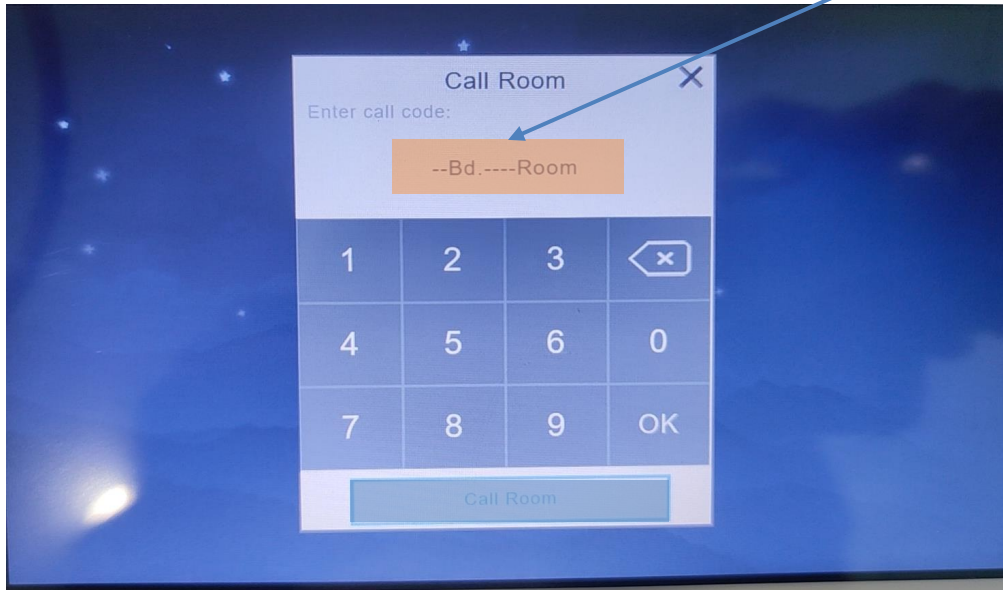 Call Room
Enter call code:
--Bd.----Room
1 2 3
4 5 6 0
7 8 9 OK
Call Room